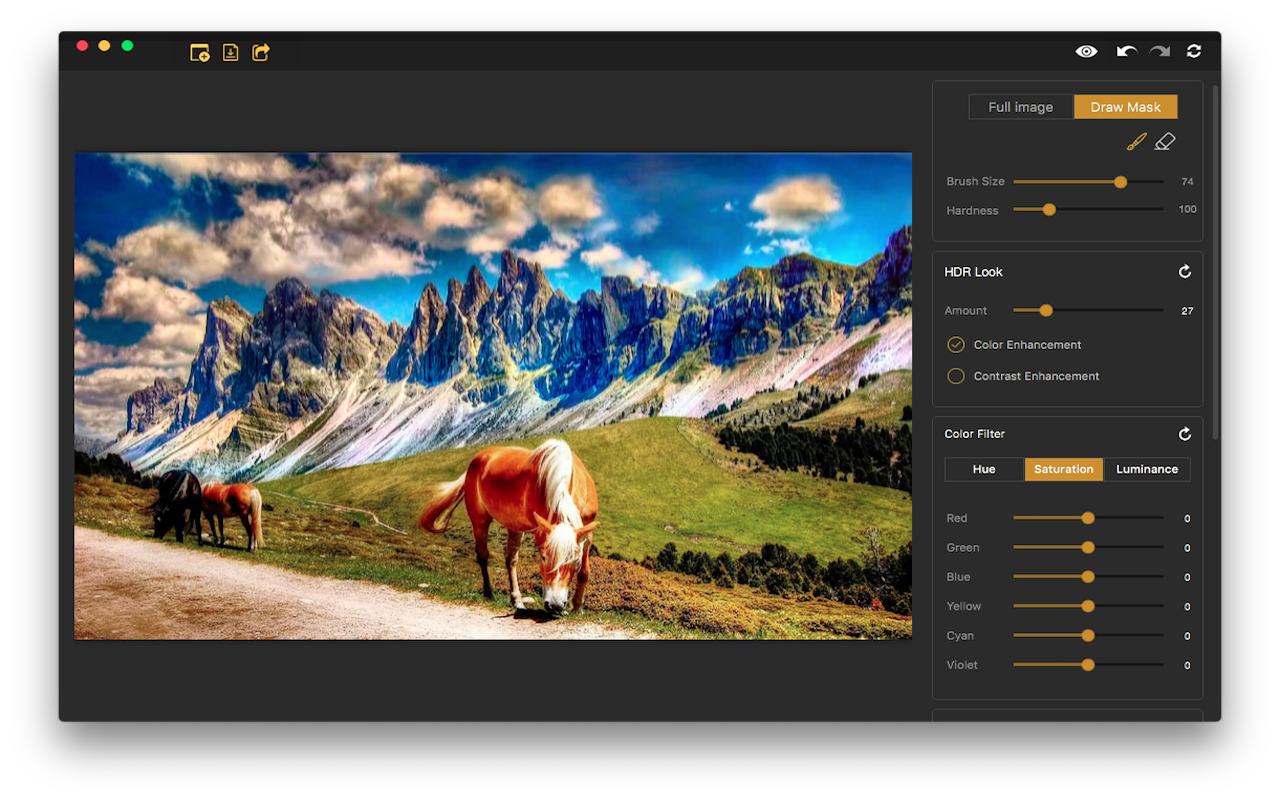 Full image Draw Mask
Brush Size 74
Hardness 100
HDR Look
Amount 27
Color Enhancement
Contrast Enhancement
Color Filter
Hue Saturation Luminance
Red 0
Green 0
Blue 0
Yellow 0
Cyan 0
Violet 0